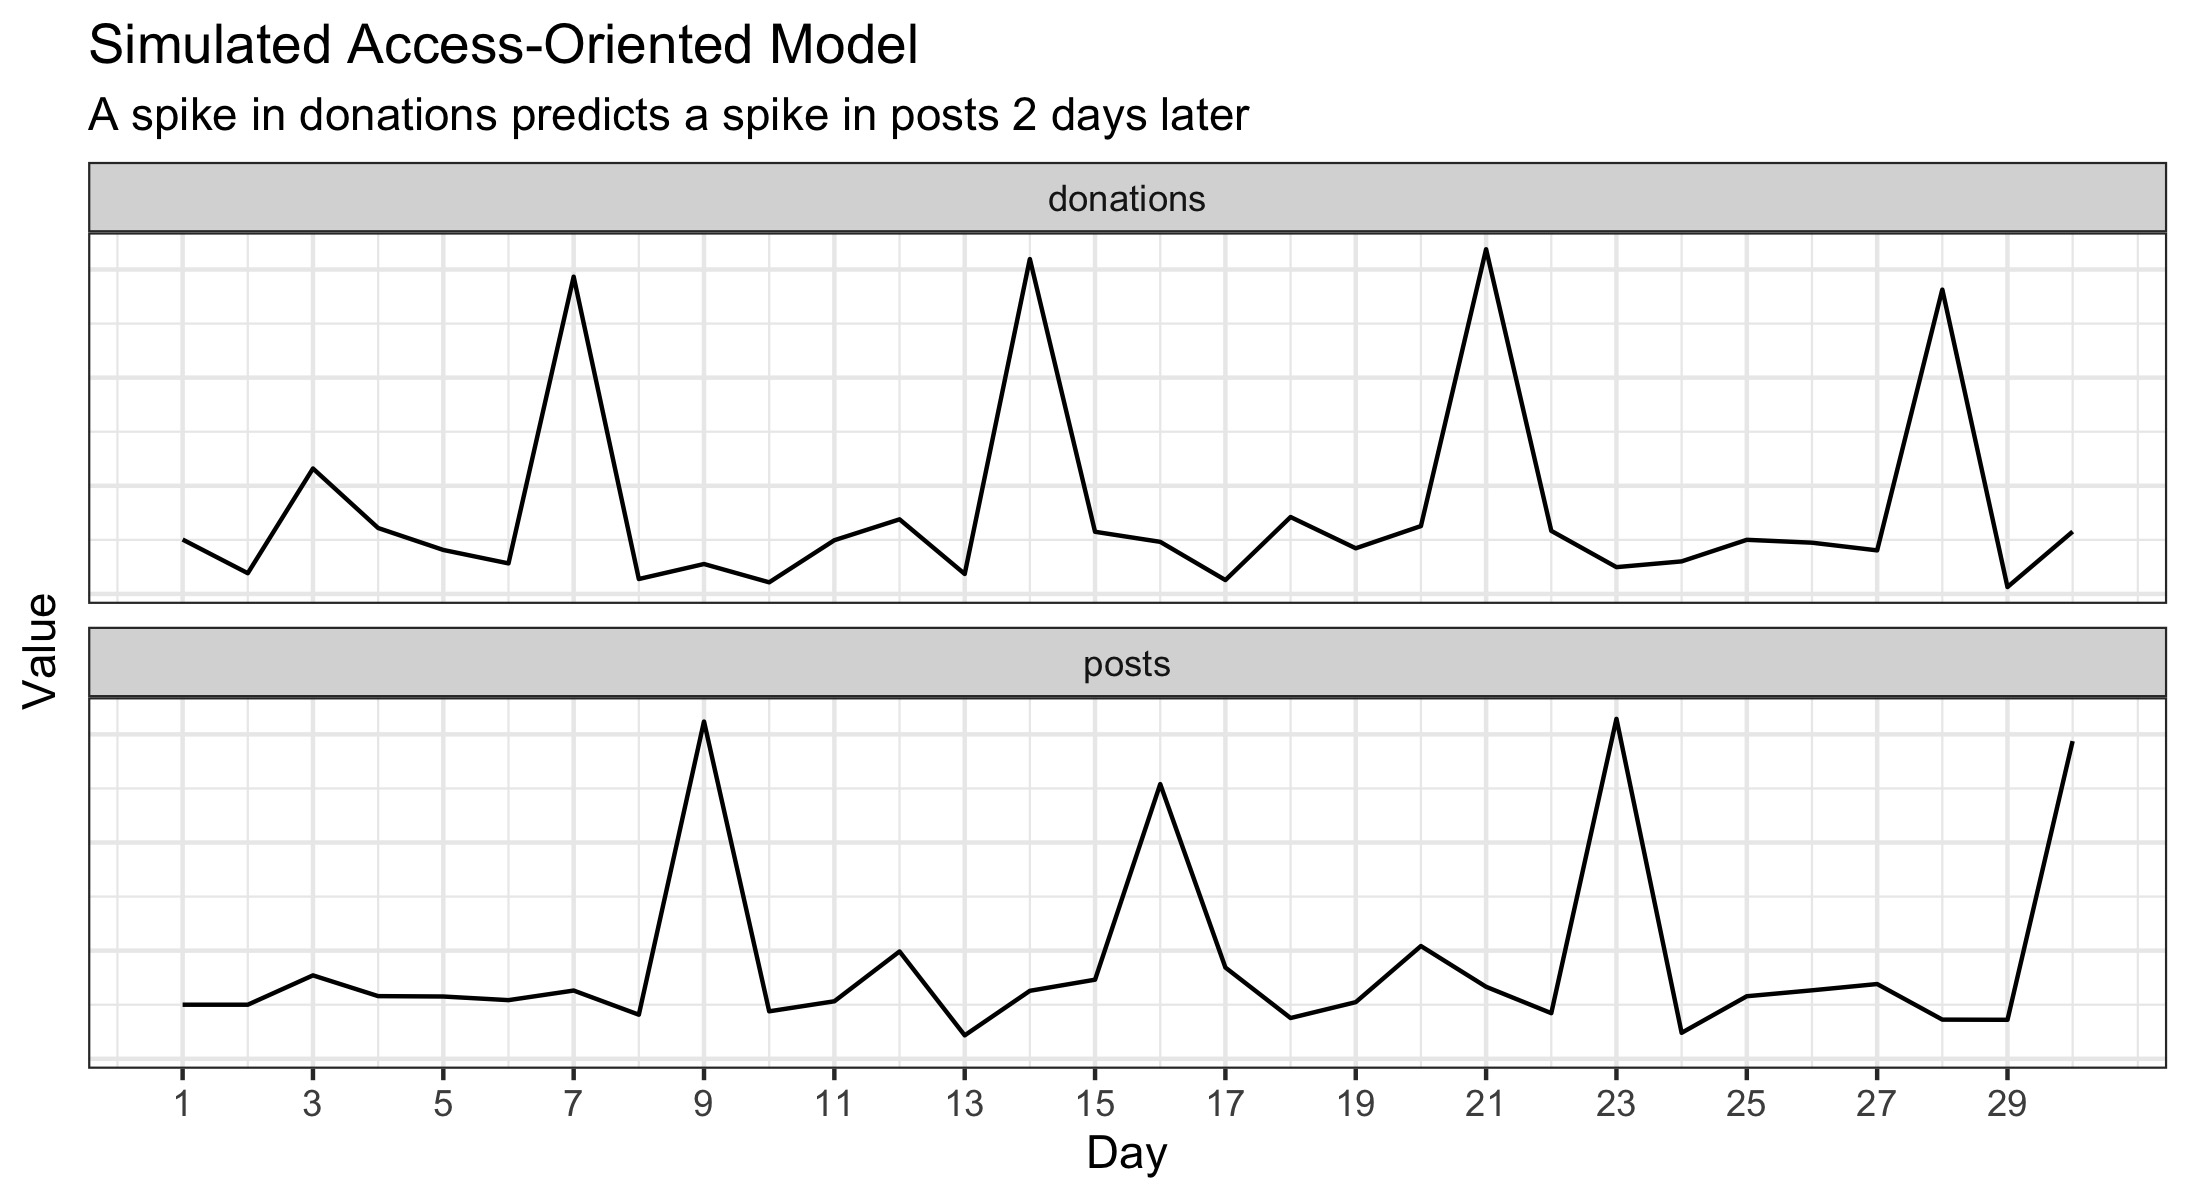 Simulated Access-Oriented Model
A spike in donations predicts a spike in posts 2 days later
donations
Value
posts
1 3 5 7 9 11 13 15 17 19 21 23 25 27 29
Day